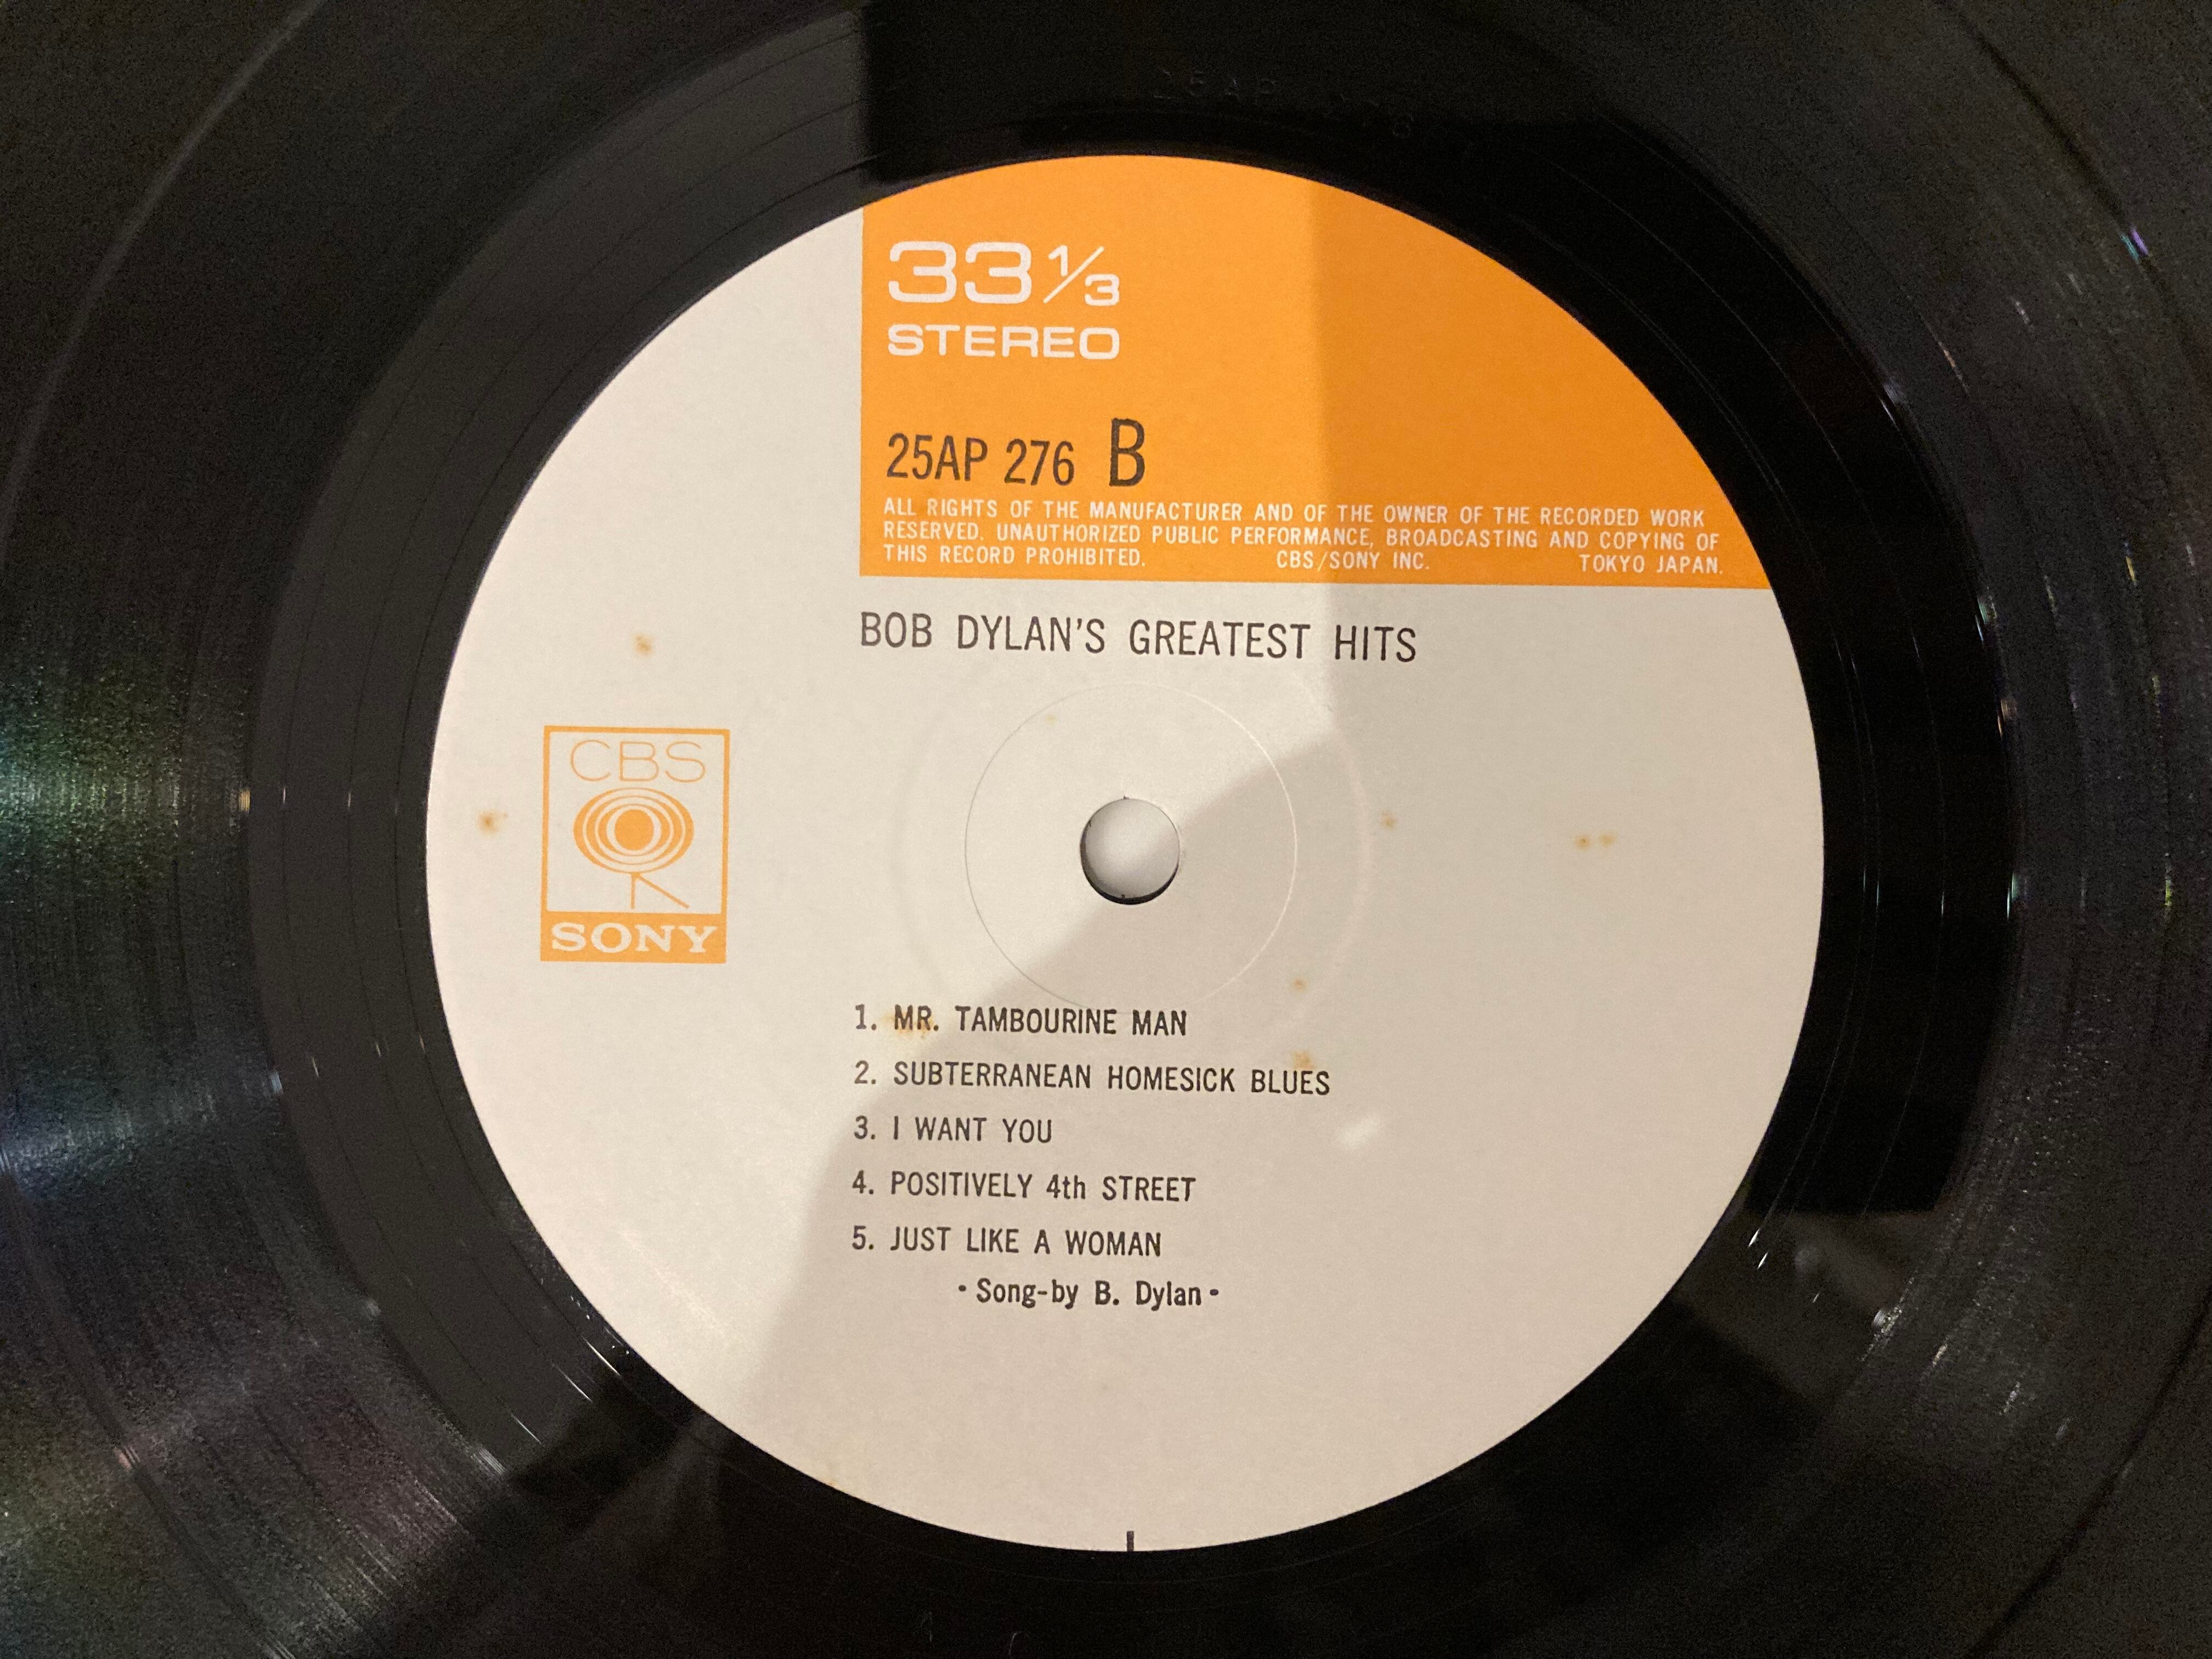 33 1/3
STEREO
25AP 276 B
ALL RIGHTS OF THE MANUFACTURER AND OF THE OWNER OF THE RECORDED WORK
RESERVED. UNAUTHORIZED PUBLIC PERFORMANCE, BROADCASTING AND COPYING OF
THIS RECORD PROHIBITED. CBS/SONY INC. TOKYO JAPAN.
BOB DYLAN'S GREATEST HITS
CBS
SONY
1. MR. TAMBOURINE MAN
2. SUBTERRANEAN HOMESICK BLUES
3. I WANT YOU
4. POSITIVELY 4th STREET
5. JUST LIKE A WOMAN
• Song-by B. Dylan •